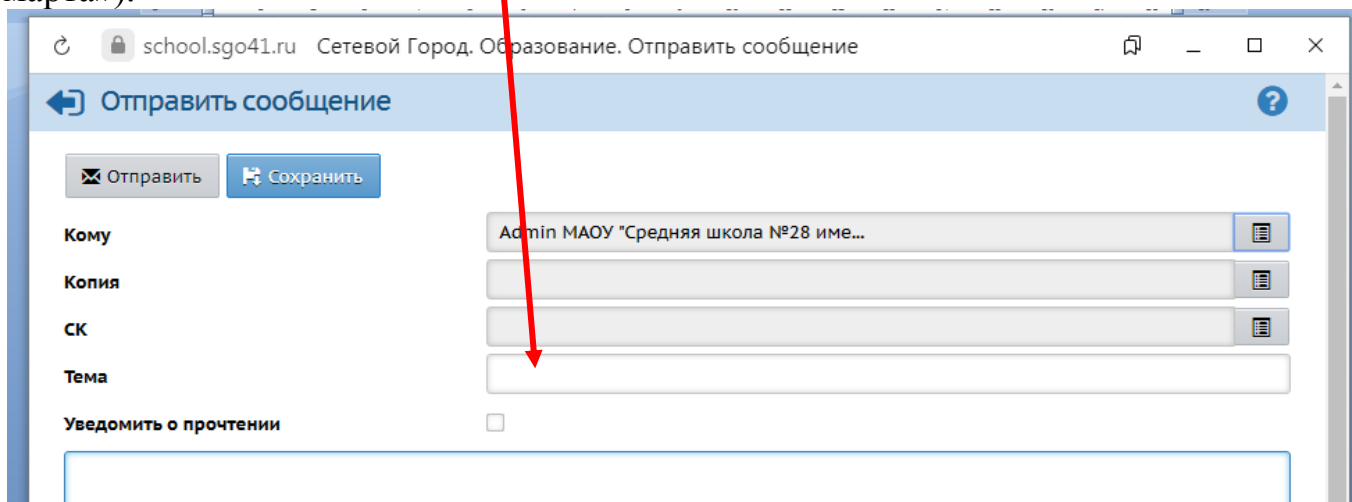 марта»).
school.sgo41.ru Сетевой Город. Образование. Отправить сообщение
Отправить сообщение
Отправить Сохранить
Кому Admin МАОУ "Средняя школа №28 име...
Копия
СК
Тема
Уведомить о прочтении